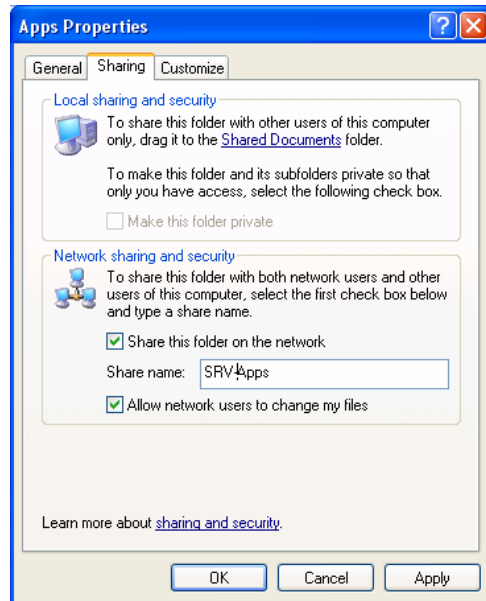 Apps Properties
General Sharing Customize
Local sharing and security
To share this folder with other users of this computer
only, drag it to the Shared Documents folder.
To make this folder and its subfolders private so that
only you have access, select the following check box.
Make this folder private
Network sharing and security
To share this folder with both network users and other
users of this computer, select the first check box below
and type a share name.
Share this folder on the network
Share name: SRV-Apps
Allow network users to change my files
Learn more about sharing and security.
OK Cancel Apply